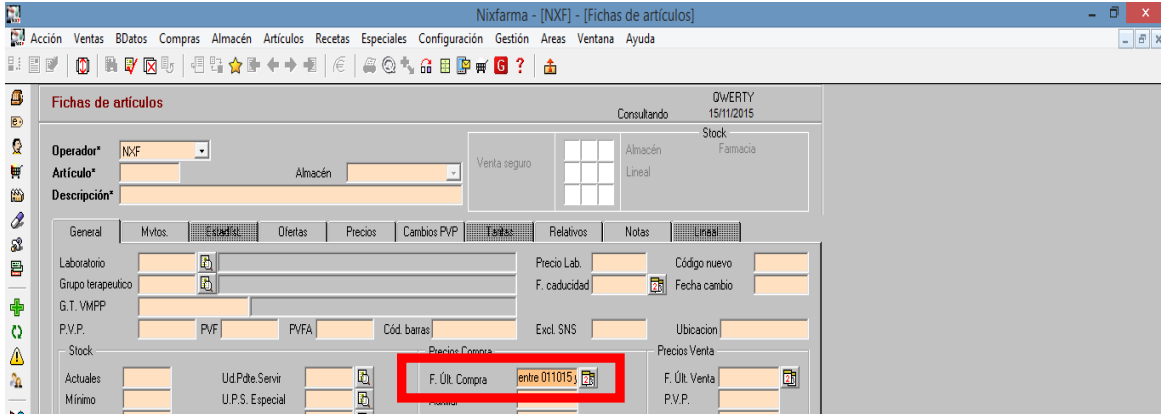 Nixfarma - [NXF] - [Fichas de artículos]
Acción Ventas BDatos Compras Almacén Artículos Recetas Especiales Configuración Gestión Areas Ventana Ayuda
Fichas de artículos
QWERTY
Consultando 15/11/2015
Stock
Operador* NXF
Venta seguro
Almacén Farmacia
Artículo* Almacén
Lineal
Descripción*
General Mvtos. Estadíst. Ofertas Precios Cambios PVP Tarifas Relativos Notas Lineal
Laboratorio Precio Lab. Código nuevo
Grupo terapeutico F. caducidad Fecha cambio
G.T. VMPP
P.V.P. PVF PVFA Cód. barras Excl. SNS Ubicacion
Stock Precios Compra Precios Venta
Actuales Ud.Pdte.Servir F. Últ. Compra entre 011015 y F. Últ. Venta
Mínimo U.P.S. Especial P.V.P.